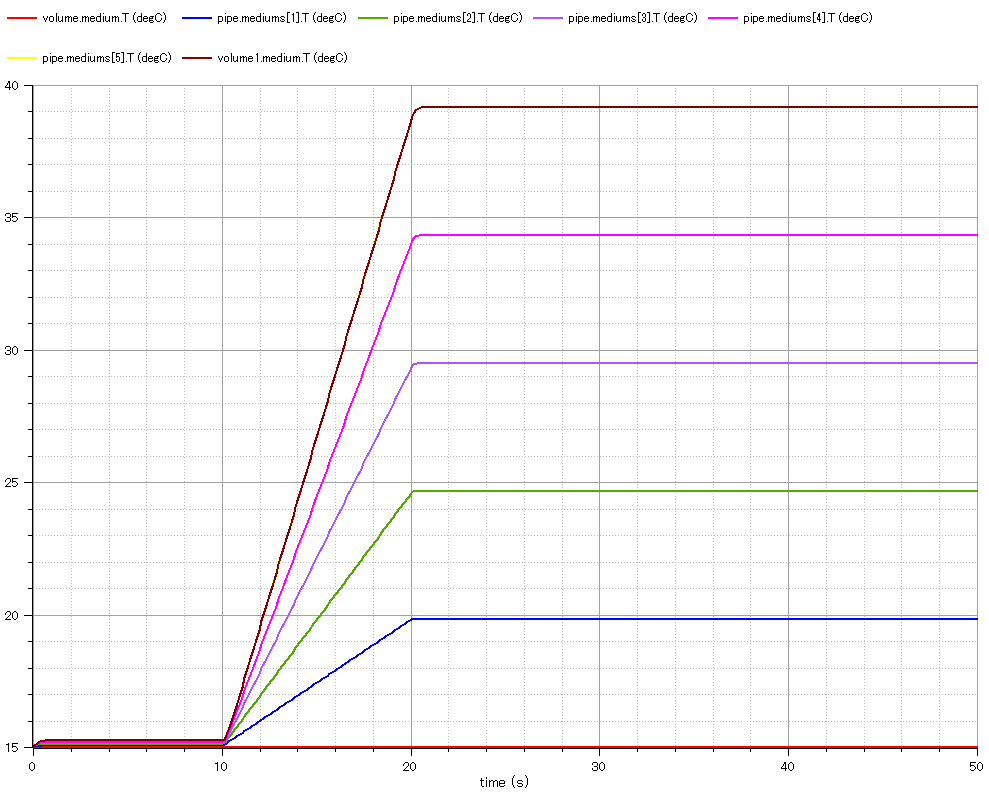 volume.medium.T (degC) pipe.mediums[1].T (degC) pipe.mediums[2].T (degC) pipe.mediums[3].T (degC) pipe.mediums[4].T (degC)
pipe.mediums[5].T (degC) volume1.medium.T (degC)
40
35
30
25
20
15
0 10 20 30 40 50
time (s)